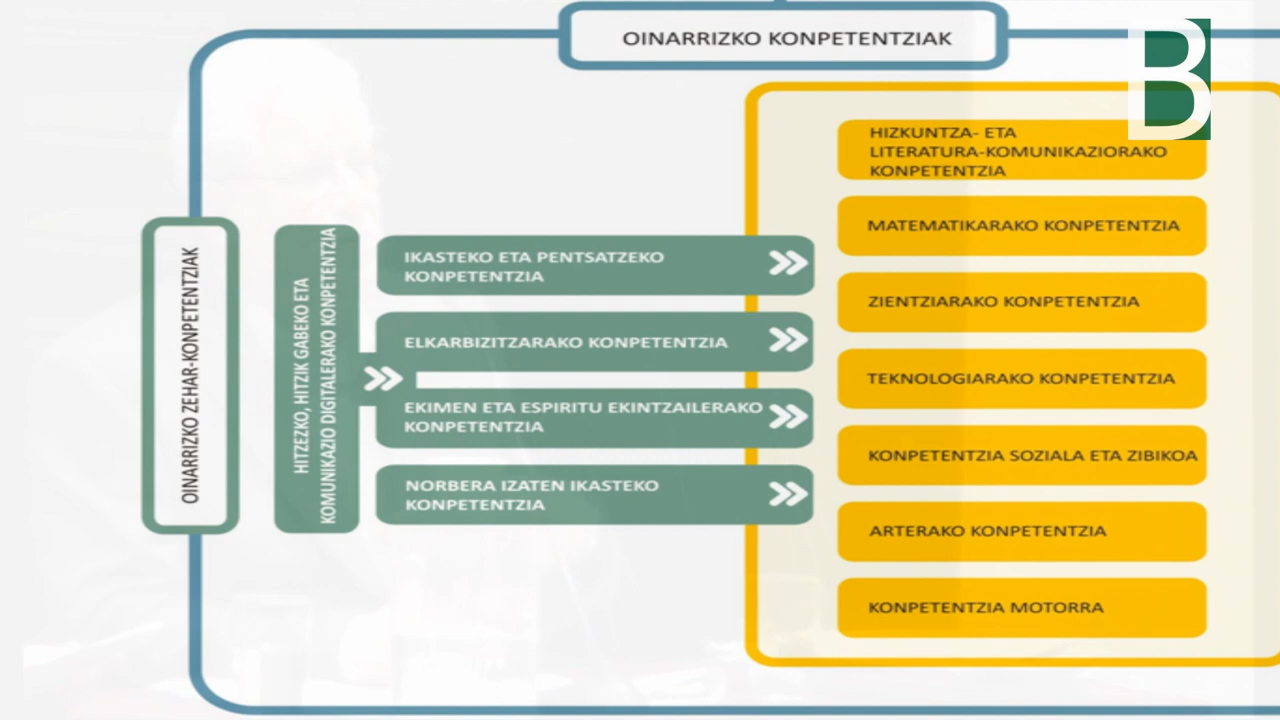 OINARRIZKO KONPETENTZIAK
B
OINARRIZKO ZEHAR-KONPETENTZIAK
HITZEZKO, HITZIK GABEKO ETA
KOMUNIKAZIO DIGITALERAKO KONPETENTZIA
IKASTEKO ETA PENTSATZEKO
KONPETENTZIA
ELKARBIZITZARAKO KONPETENTZIA
EKIMEN ETA ESPIRITU EKINTZAILERAKO
KONPETENTZIA
NORBERA IZATEN IKASTEKO
KONPETENTZIA
HIZKUNTZA- ETA
LITERATURA-KOMUNIKAZIORAKO
KONPETENTZIA
MATEMATIKARAKO KONPETENTZIA
ZIENTZIARAKO KONPETENTZIA
TEKNOLOGIARAKO KONPETENTZIA
KONPETENTZIA SOZIALA ETA ZIBIKOA
ARTERAKO KONPETENTZIA
KONPETENTZIA MOTORRA